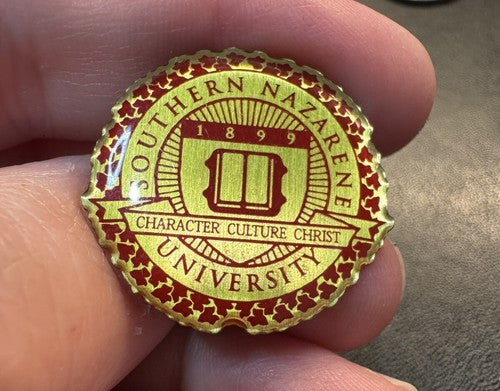 SOUTHERN NAZARENE
1899
CHARACTER CULTURE CHRIST
UNIVERSITY